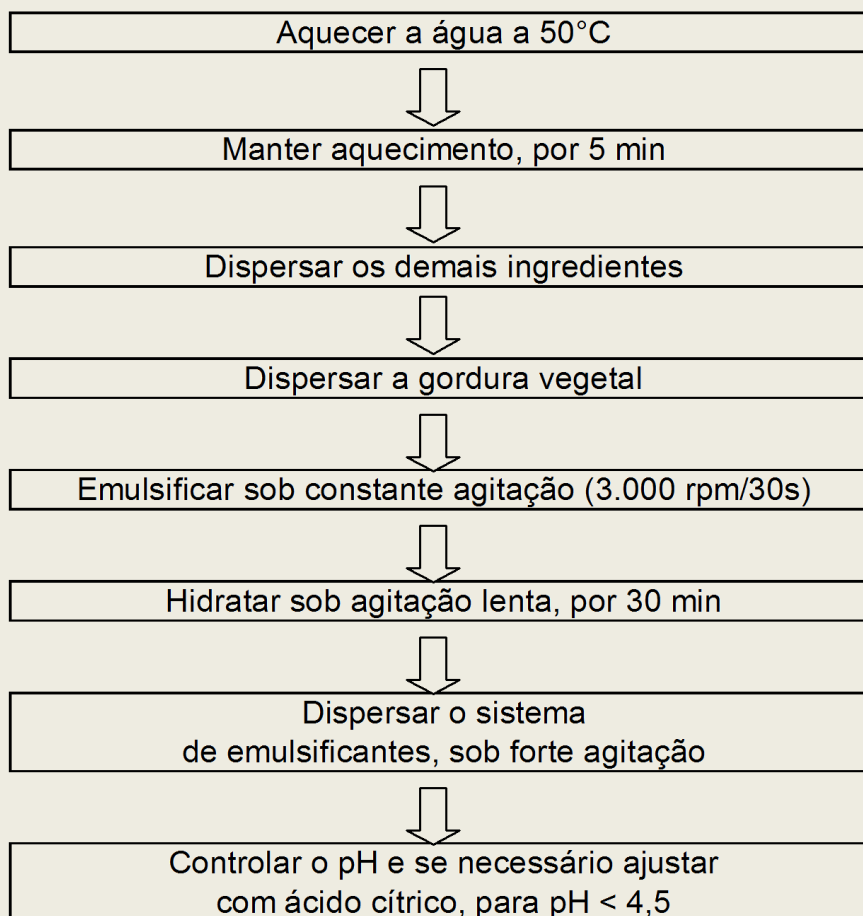 Aquecer a água a 50°C
Manter aquecimento, por 5 min
Dispersar os demais ingredientes
Dispersar a gordura vegetal
Emulsificar sob constante agitação (3.000 rpm/30s)
Hidratar sob agitação lenta, por 30 min
Dispersar o sistema
de emulsificantes, sob forte agitação
Controlar o pH e se necessário ajustar
com ácido cítrico, para pH < 4,5